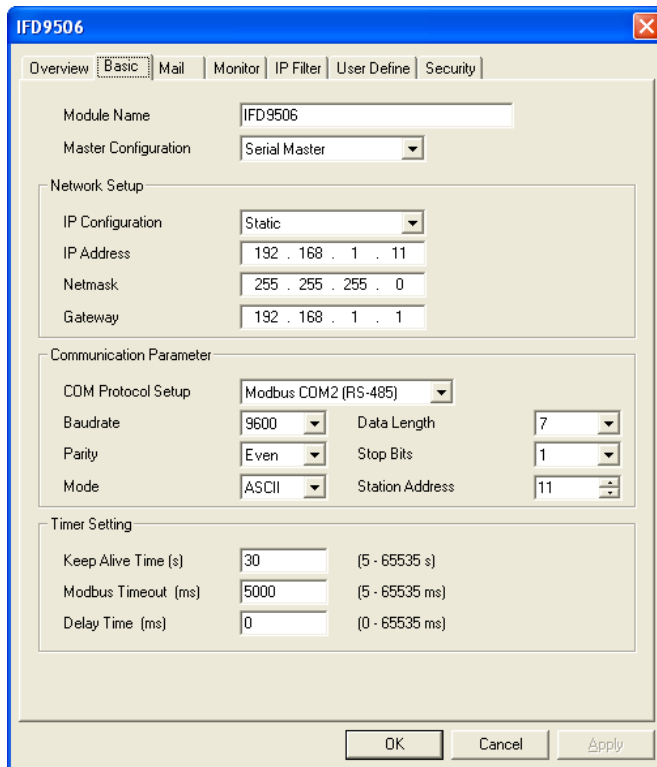 IFD9506
Overview Basic Mail Monitor IP Filter User Define Security
Module Name IFD9506
Master Configuration Serial Master
Network Setup
IP Configuration Static
IP Address 192 . 168 . 1 . 11
Netmask 255 . 255 . 255 . 0
Gateway 192 . 168 . 1 . 1
Communication Parameter
COM Protocol Setup Modbus COM2 (RS-485)
Baudrate 9600 Data Length 7
Parity Even Stop Bits 1
Mode ASCII Station Address 11
Timer Setting
Keep Alive Time (s) 30 (5 - 65535 s)
Modbus Timeout (ms) 5000 (5 - 65535 ms)
Delay Time (ms) 0 (0 - 65535 ms)
OK Cancel Apply